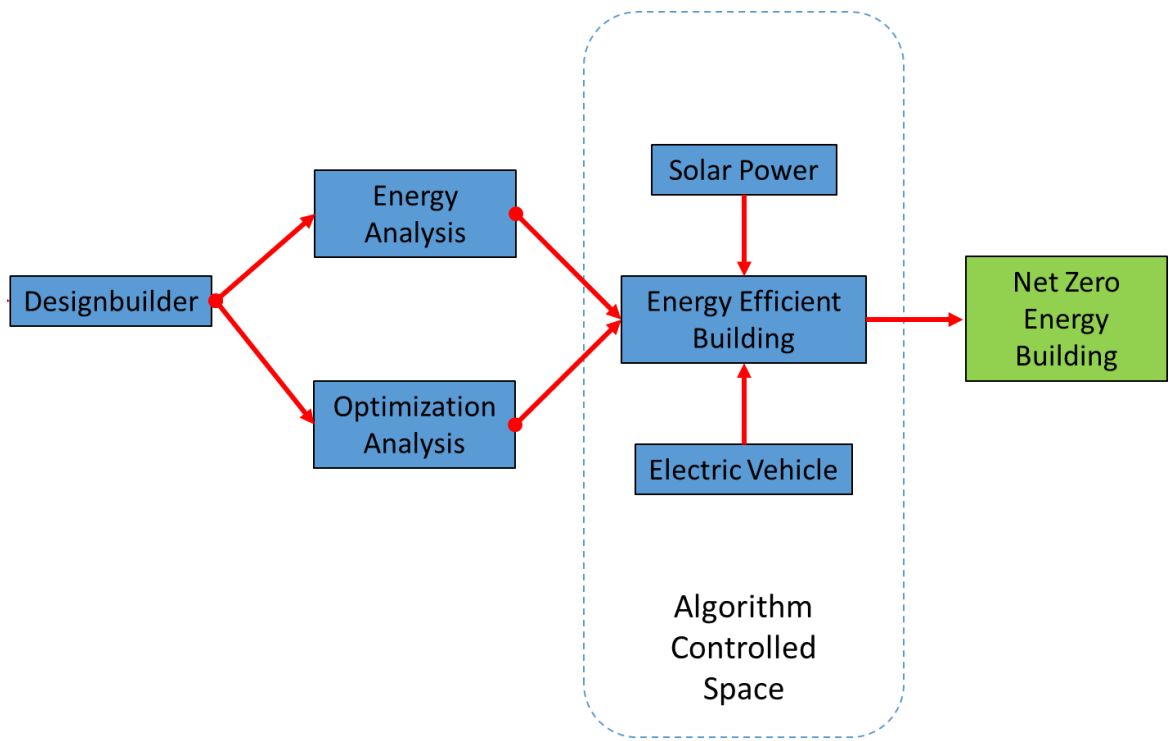 Designbuilder
Energy
Analysis
Optimization
Analysis
Solar Power
Energy Efficient
Building
Electric Vehicle
Algorithm
Controlled
Space
Net Zero
Energy
Building